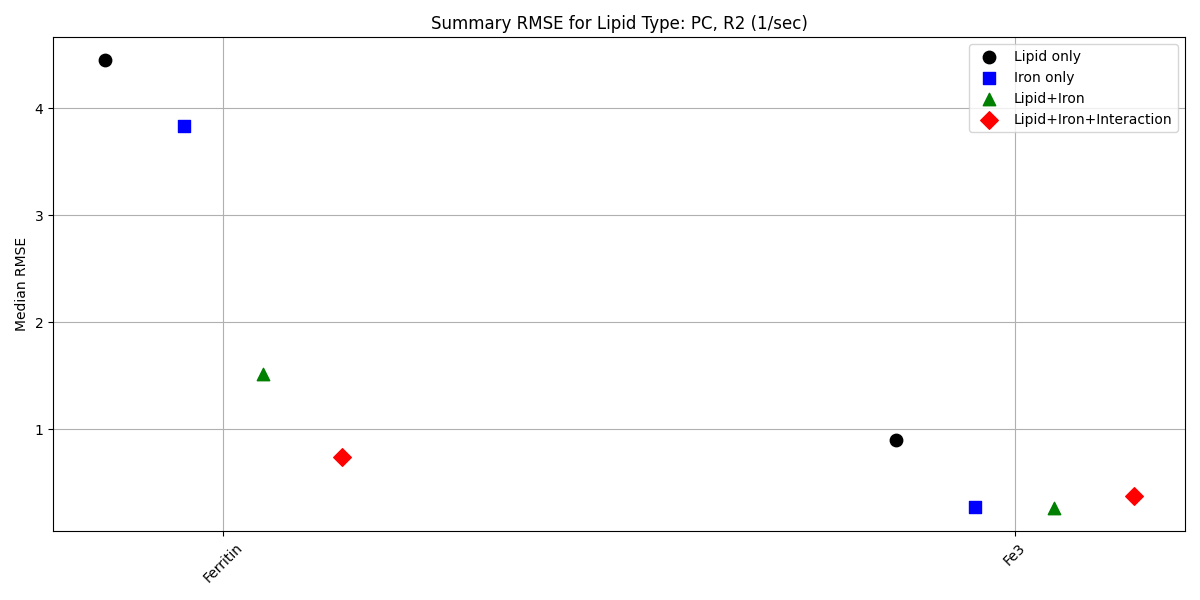 Summary RMSE for Lipid Type: PC, R2 (1/sec)
Lipid only
Iron only
Lipid+Iron
Lipid+Iron+Interaction
Median RMSE
4
3
2
1
Ferritin
Fe3